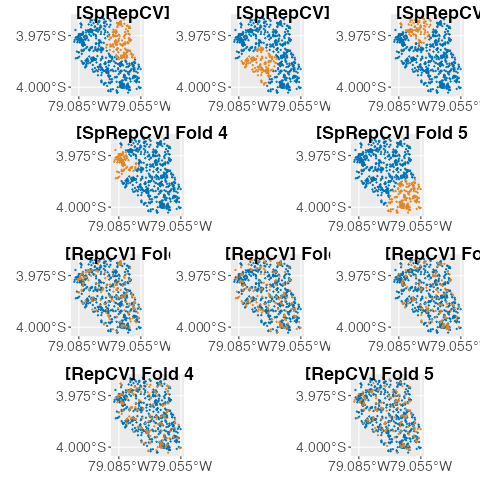 [SpRepCV] [SpRepCV] [SpRepCV
3.975°S 3.975°S 3.975°S
4.000°S 4.000°S 4.000°S
79.085°W79.055°W 79.085°W79.055°W 79.085°W79.055°W
[SpRepCV] Fold 4 [SpRepCV] Fold 5
3.975°S 3.975°S
4.000°S 4.000°S
79.085°W79.055°W 79.085°W79.055°W
[RepCV] Fol [RepCV] Fol [RepCV] Fo
3.975°S 3.975°S 3.975°S
4.000°S 4.000°S 4.000°S
79.085°W79.055°W 79.085°W79.055°W 79.085°W79.055°W
[RepCV] Fold 4 [RepCV] Fold 5
3.975°S 3.975°S
4.000°S 4.000°S
79.085°W79.055°W 79.085°W79.055°W